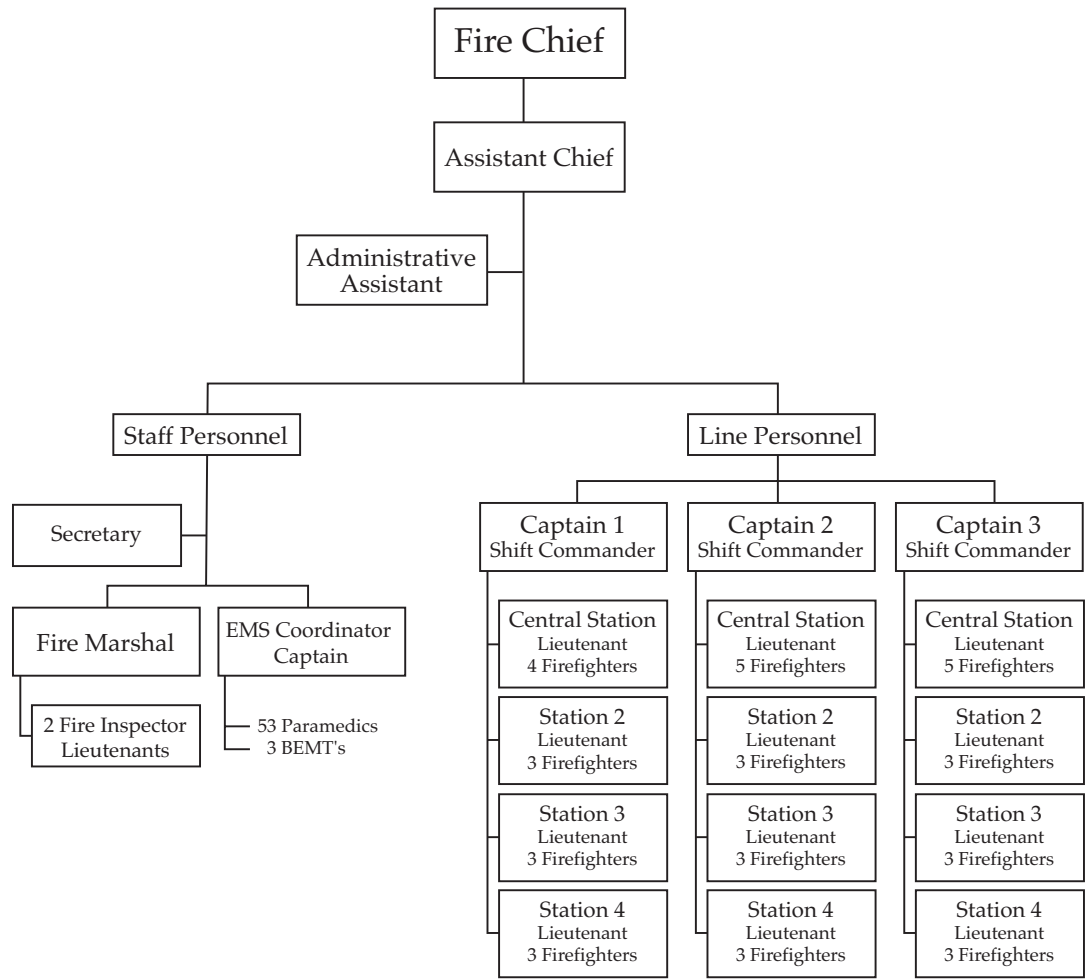 Fire Chief
Assistant Chief
Administrative
Assistant
Staff Personnel
Line Personnel
Secretary
Fire Marshal
2 Fire Inspector
Lieutenants
EMS Coordinator
Captain
53 Paramedics
3 BEMT's
Captain 1
Shift Commander
Central Station
Lieutenant
4 Firefighters
Station 2
Lieutenant
3 Firefighters
Station 3
Lieutenant
3 Firefighters
Station 4
Lieutenant
3 Firefighters
Captain 2
Shift Commander
Central Station
Lieutenant
5 Firefighters
Station 2
Lieutenant
3 Firefighters
Station 3
Lieutenant
3 Firefighters
Station 4
Lieutenant
3 Firefighters
Captain 3
Shift Commander
Central Station
Lieutenant
5 Firefighters
Station 2
Lieutenant
3 Firefighters
Station 3
Lieutenant
3 Firefighters
Station 4
Lieutenant
3 Firefighters